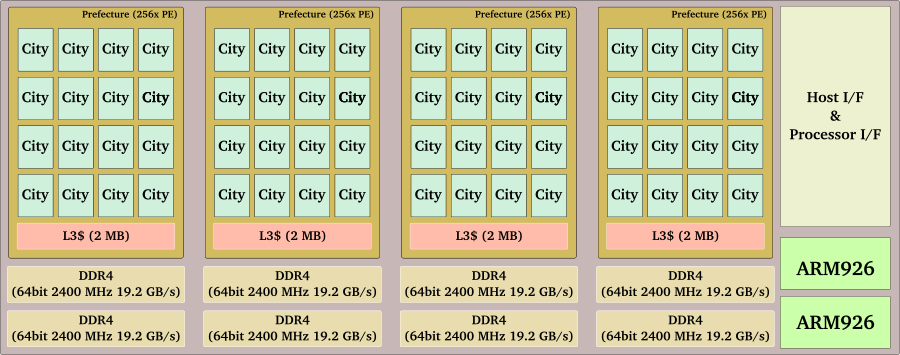 Prefecture (256x PE) Prefecture (256x PE) Prefecture (256x PE) Prefecture (256x PE)
City City City City City City City City City City City City City City City City
City City City City City City City City City City City City City City City City
City City City City City City City City City City City City City City City City
City City City City City City City City City City City City City City City City
L3$ (2 MB) L3$ (2 MB) L3$ (2 MB) L3$ (2 MB)
DDR4 DDR4 DDR4 DDR4
(64bit 2400 MHz 19.2 GB/s) (64bit 2400 MHz 19.2 GB/s) (64bit 2400 MHz 19.2 GB/s) (64bit 2400 MHz 19.2 GB/s)
DDR4 DDR4 DDR4 DDR4
(64bit 2400 MHz 19.2 GB/s) (64bit 2400 MHz 19.2 GB/s) (64bit 2400 MHz 19.2 GB/s) (64bit 2400 MHz 19.2 GB/s)
Host I/F
&
Processor I/F
ARM926
ARM926